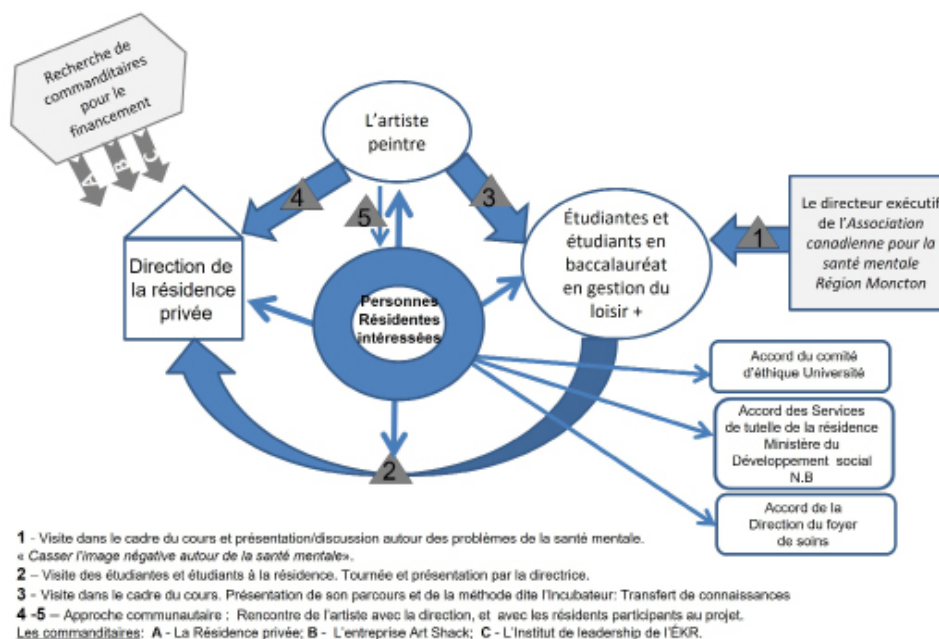 Recherche de
commanditaires
pour le
financement
A
B
C
L'artiste
peintre
4
5
3
1
Direction de
la résidence
privée
Personnes
Résidentes
intéressées
Étudiantes et
étudiants en
baccalauréat
en gestion du
loisir +
Le directeur exécutif
de l'Association
canadienne pour la
santé mentale
Région Moncton
Accord du comité
d'éthique Université
Accord des Services
de tutelle de la résidence
Ministère du
Développement social
N.B
Accord de la
Direction du foyer
de soins
2
1 - Visite dans le cadre du cours et présentation/discussion autour des problèmes de la santé mentale.
« Casser l'image négative autour de la santé mentale».
2 – Visite des étudiantes et étudiants à la résidence. Tournée et présentation par la directrice.
3 - Visite dans le cadre du cours. Présentation de son parcours et de la méthode dite l'Incubateur: Transfert de connaissances
4 -5 – Approche communautaire : Rencontre de l'artiste avec la direction, et avec les résidents participants au projet.
Les commanditaires: A - La Résidence privée; B - L'entreprise Art Shack; C - L'Institut de leadership de l'ÉKR.